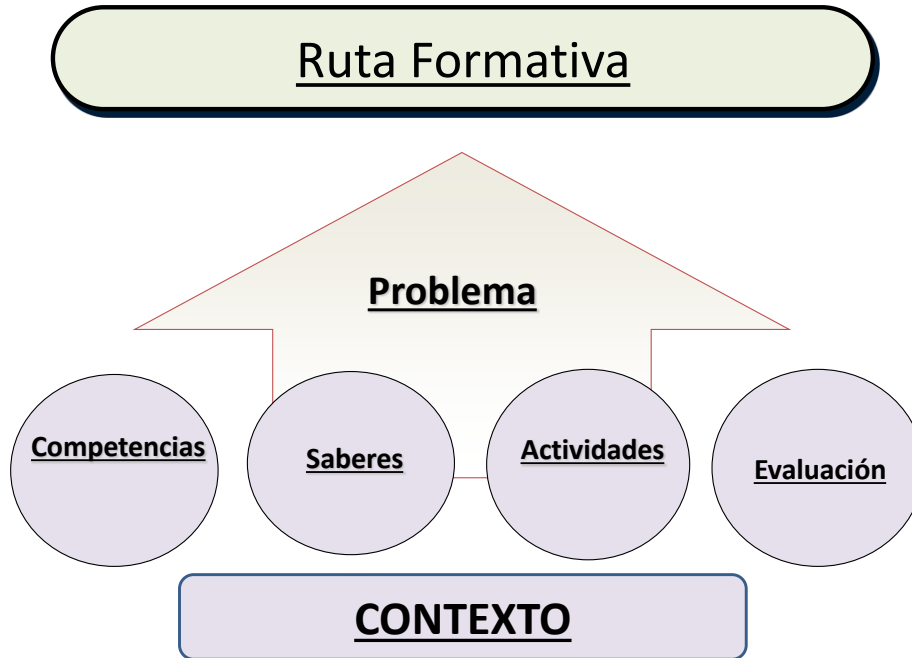 Ruta Formativa
Problema
Competencias
Saberes
Actividades
Evaluación
CONTEXTO